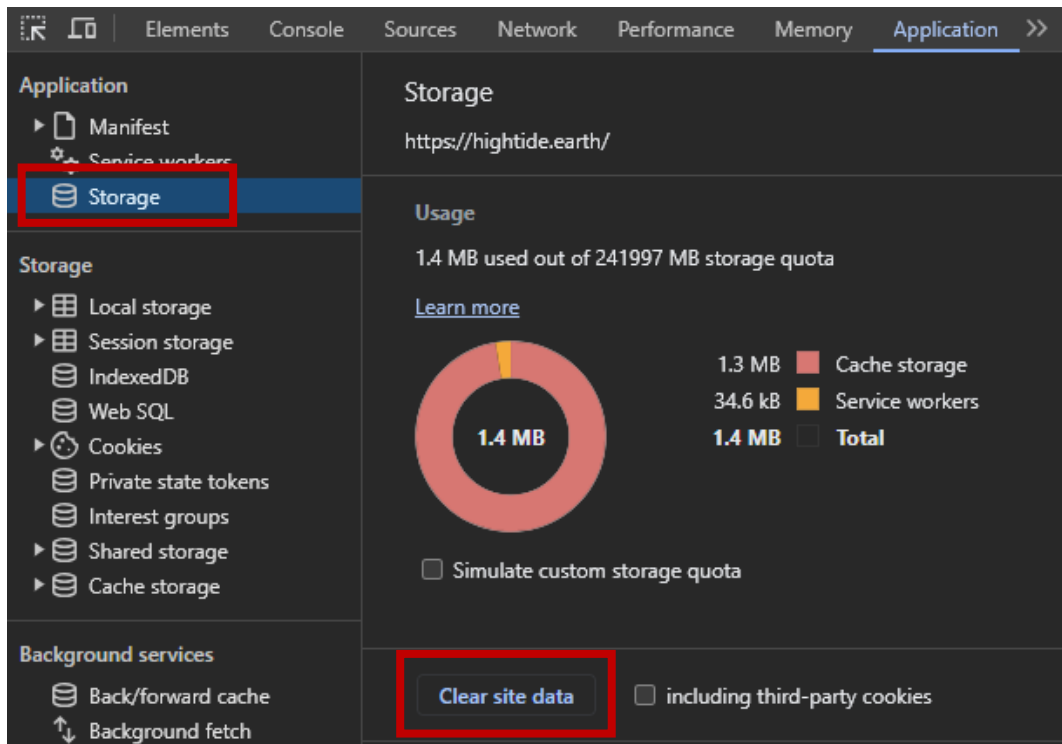 Elements Console Sources Network Performance Memory Application
Application
Manifest
Service workers
Storage
Storage
Local storage
Session storage
IndexedDB
Web SQL
Cookies
Private state tokens
Interest groups
Shared storage
Cache storage
Background services
Back/forward cache
Background fetch
Storage
https://hightide.earth/
Usage
1.4 MB used out of 241997 MB storage quota
Learn more
1.4 MB
1.3 MB Cache storage
34.6 kB Service workers
1.4 MB Total
Simulate custom storage quota
Clear site data including third-party cookies